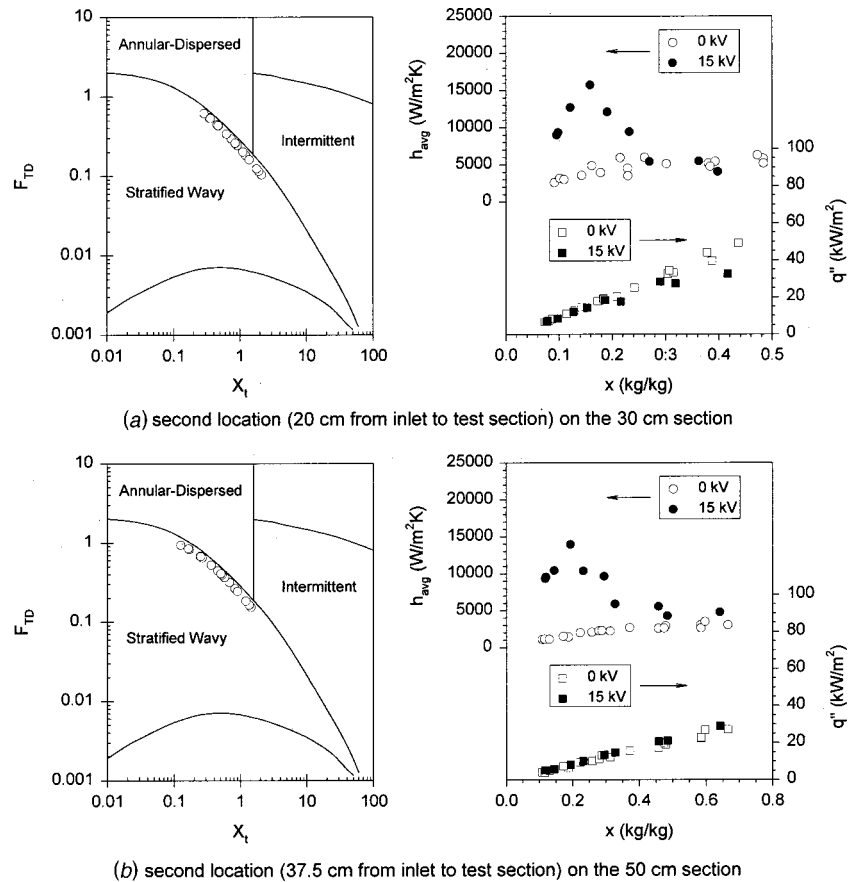 10
1
0.1
0.01
0.001
F_TD
Annular-Dispersed
Intermittent
Stratified Wavy
0.01 0.1 1 10 100
X_t
25000
20000
15000
10000
5000
0
h_avg (W/m²K)
0 kV
15 kV
0 kV
15 kV
100
80
60
40
20
0
q" (kW/m²)
0.0 0.1 0.2 0.3 0.4 0.5
x (kg/kg)
(a) second location (20 cm from inlet to test section) on the 30 cm section
10
1
0.1
0.01
0.001
F_TD
Annular-Dispersed
Intermittent
Stratified Wavy
0.01 0.1 1 10 100
X_t
25000
20000
15000
10000
5000
0
h_avg (W/m²K)
0 kV
15 kV
0 kV
15 kV
100
80
60
40
20
0
q" (kW/m²)
0.0 0.2 0.4 0.6 0.8
x (kg/kg)
(b) second location (37.5 cm from inlet to test section) on the 50 cm section